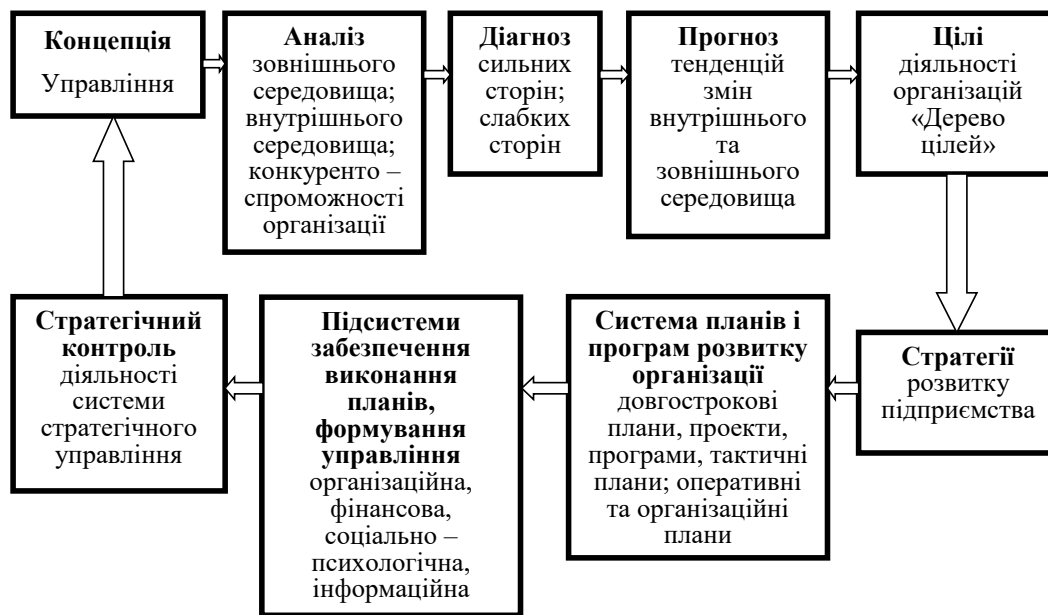 Концепція
Управління
Аналіз
зовнішнього
середовища;
внутрішнього
середовища;
конкуренто –
спроможності
організації
Діагноз
сильних
сторін;
слабких
сторін
Прогноз
тенденцій
змін
внутрішнього
та
зовнішнього
середовища
Цілі
діяльності
організацій
«Дерево
цілей»
Стратегії
розвитку
підприємства
Система планів і
програм розвитку
організації
довгострокові
плани, проекти,
програми, тактичні
плани; оперативні
та організаційні
плани
Підсистеми
забезпечення
виконання
планів,
формування
управління
організаційна,
фінансова,
соціально –
психологічна,
інформаційна
Стратегічний
контроль
діяльності
системи
стратегічного
управління